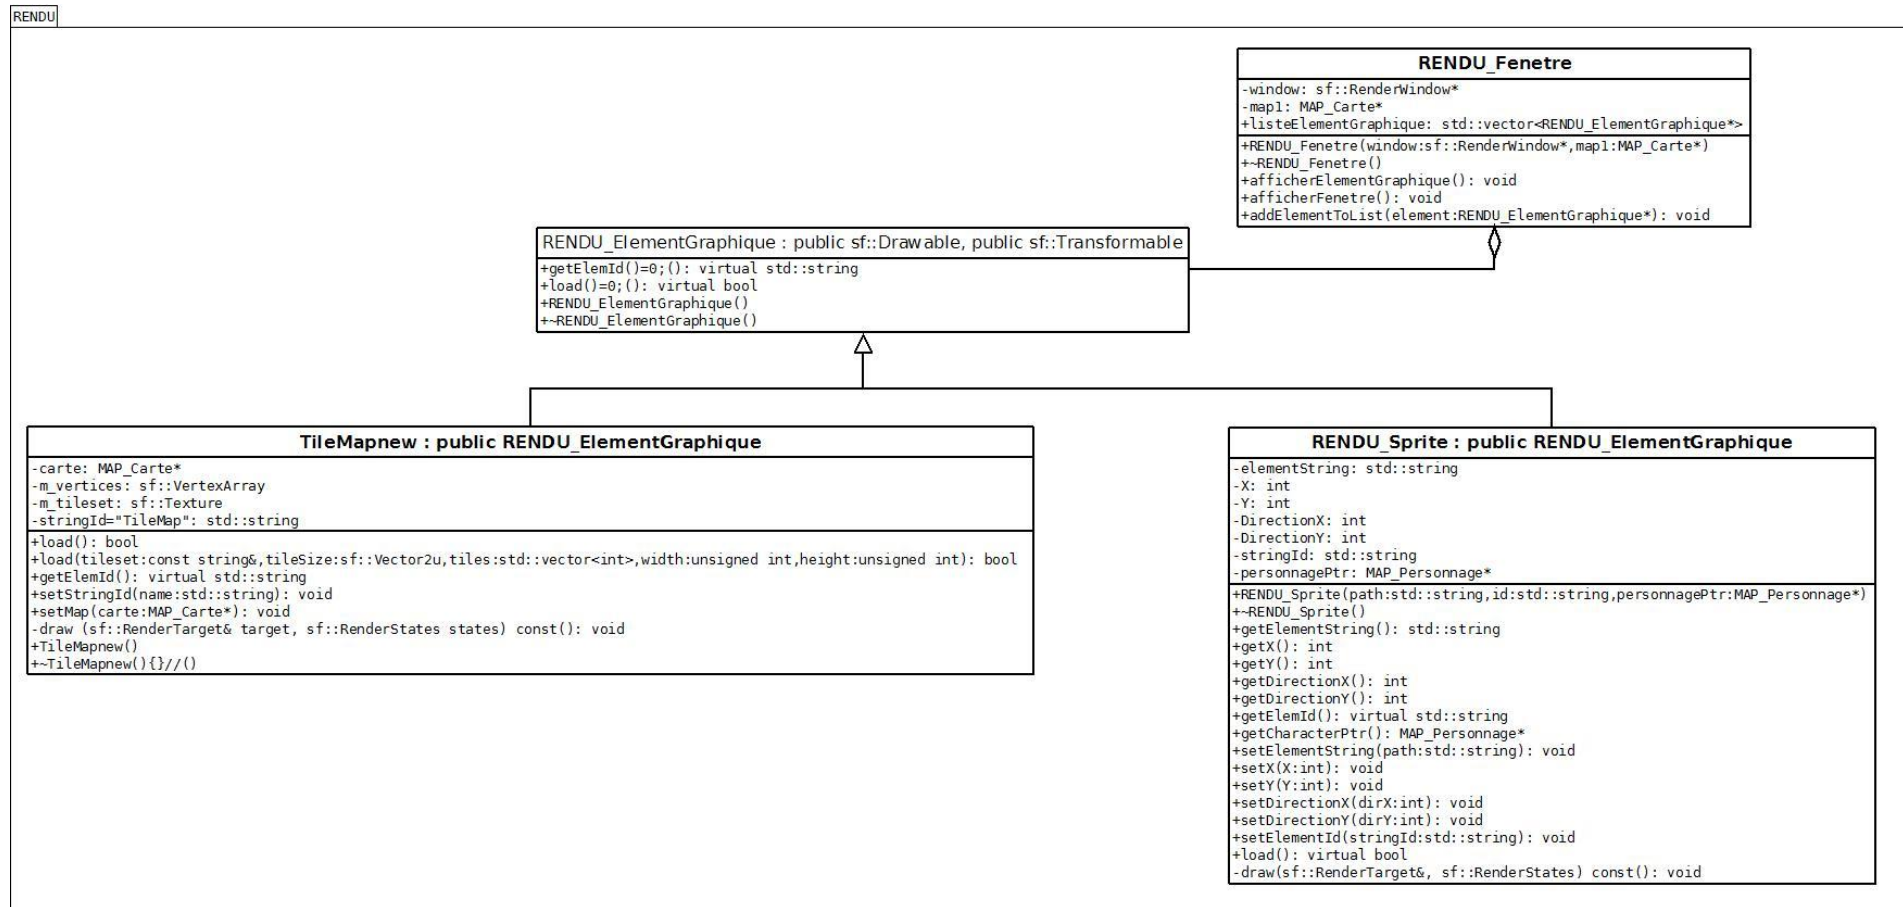 RENDU
RENDU_Fenetre
-window: sf::RenderWindow*
-map1: MAP_Carte*
+listeElementGraphique: std::vector<RENDU_ElementGraphique*>
+RENDU_Fenetre(window:sf::RenderWindow*,map1:MAP_Carte*)
+~RENDU_Fenetre()
+afficherElementGraphique(): void
+afficherFenetre(): void
+addElementToList(element:RENDU_ElementGraphique*): void
RENDU_ElementGraphique : public sf::Drawable, public sf::Transformable
+getElemId()=0;(): virtual std::string
+load()=0;(): virtual bool
+RENDU_ElementGraphique()
+~RENDU_ElementGraphique()
TileMapnew : public RENDU_ElementGraphique
-carte: MAP_Carte*
-m_vertices: sf::VertexArray
-m_tileset: sf::Texture
-stringId="TileMap": std::string
+load(): bool
+load(tileset:const string&,tileSize:sf::Vector2u,tiles:std::vector<int>,width:unsigned int,height:unsigned int): bool
+getElemId(): virtual std::string
+setStringId(name:std::string): void
+setMap(carte:MAP_Carte*): void
-draw (sf::RenderTarget& target, sf::RenderStates states) const(): void
+TileMapnew()
+~TileMapnew(){}//()
RENDU_Sprite : public RENDU_ElementGraphique
-elementString: std::string
-X: int
-Y: int
-DirectionX: int
-DirectionY: int
-stringId: std::string
-personnagePtr: MAP_Personnage*
+RENDU_Sprite(path:std::string,id:std::string,personnagePtr:MAP_Personnage*)
+~RENDU_Sprite()
+getElementString(): std::string
+getX(): int
+getY(): int
+getDirectionX(): int
+getDirectionY(): int
+getElemId(): virtual std::string
+getCharacterPtr(): MAP_Personnage*
+setElementString(path:std::string): void
+setX(X:int): void
+setY(Y:int): void
+setDirectionX(dirX:int): void
+setDirectionY(dirY:int): void
+setElementId(stringId:std::string): void
+load(): virtual bool
-draw(sf::RenderTarget&, sf::RenderStates) const(): void